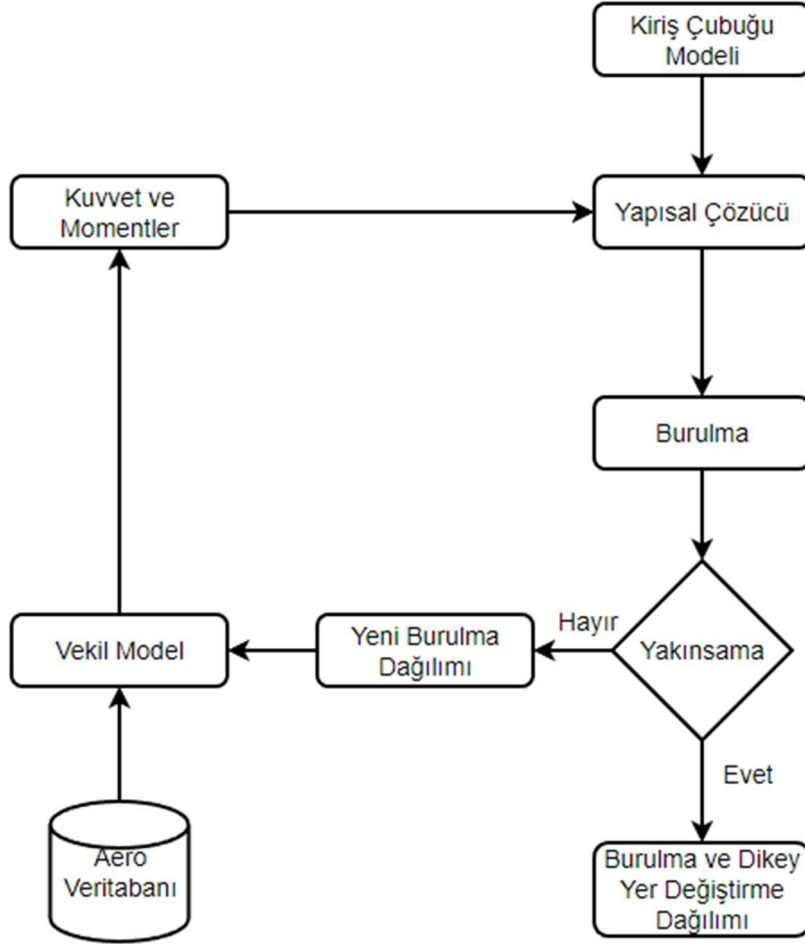 Kiriş Çubuğu
Modeli
Kuvvet ve
Momentler
Yapısal Çözücü
Burulma
Hayır
Yakınsama
Yeni Burulma
Dağılımı
Vekil Model
Evet
Aero
Veritabanı
Burulma ve Dikey
Yer Değiştirme
Dağılımı